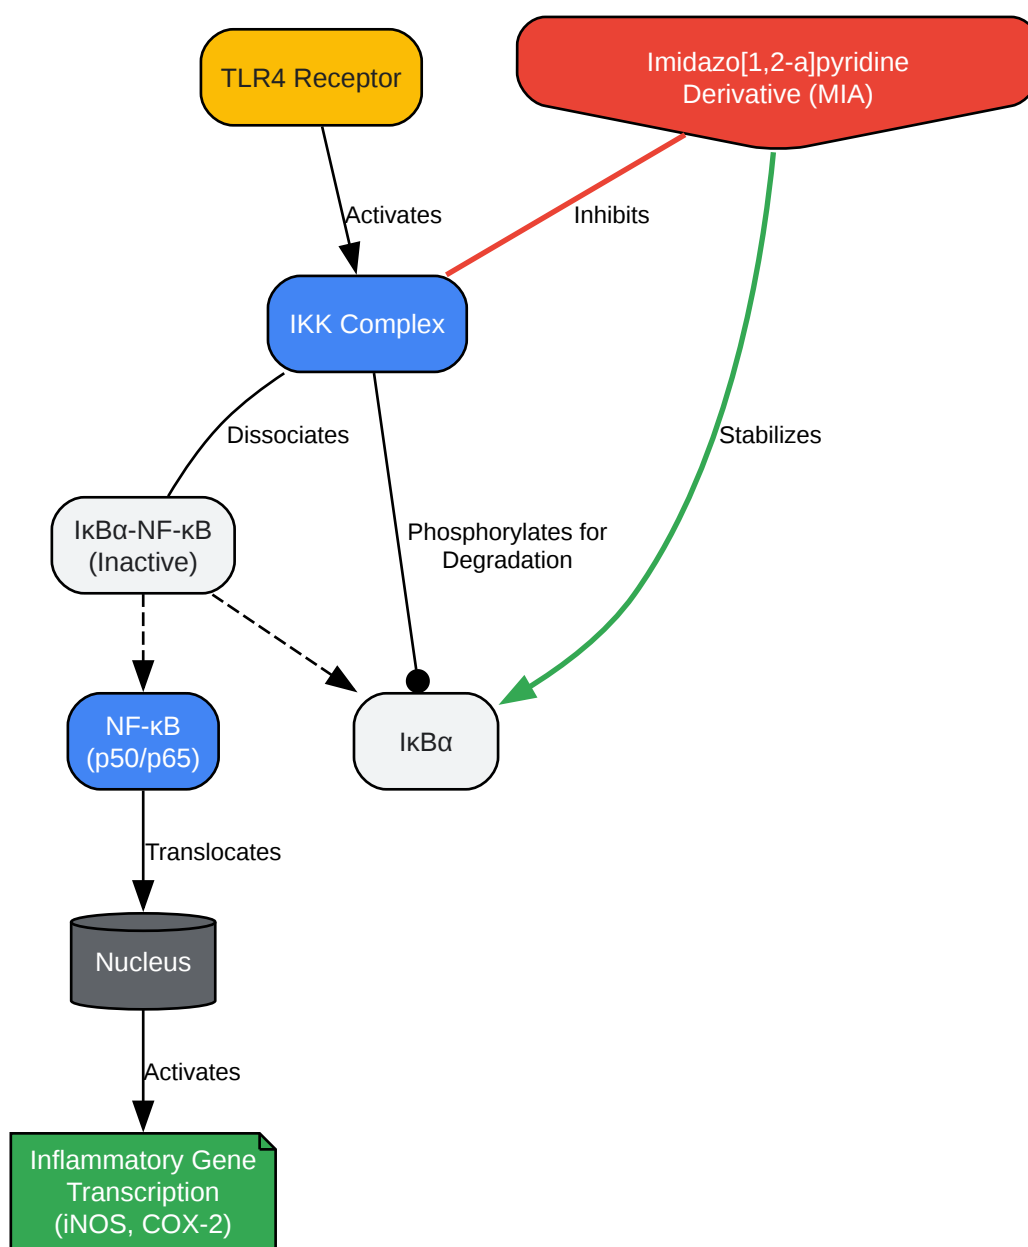 TLR4 Receptor
Imidazo[1,2-a]pyridine
Derivative (MIA)
Activates
Inhibits
IKK Complex
Dissociates
Stabilizes
IκBα-NF-κB
(Inactive)
Phosphorylates for
Degradation
NF-κB
(p50/p65)
IκBα
Translocates
Nucleus
Activates
Inflammatory Gene
Transcription
(iNOS, COX-2)